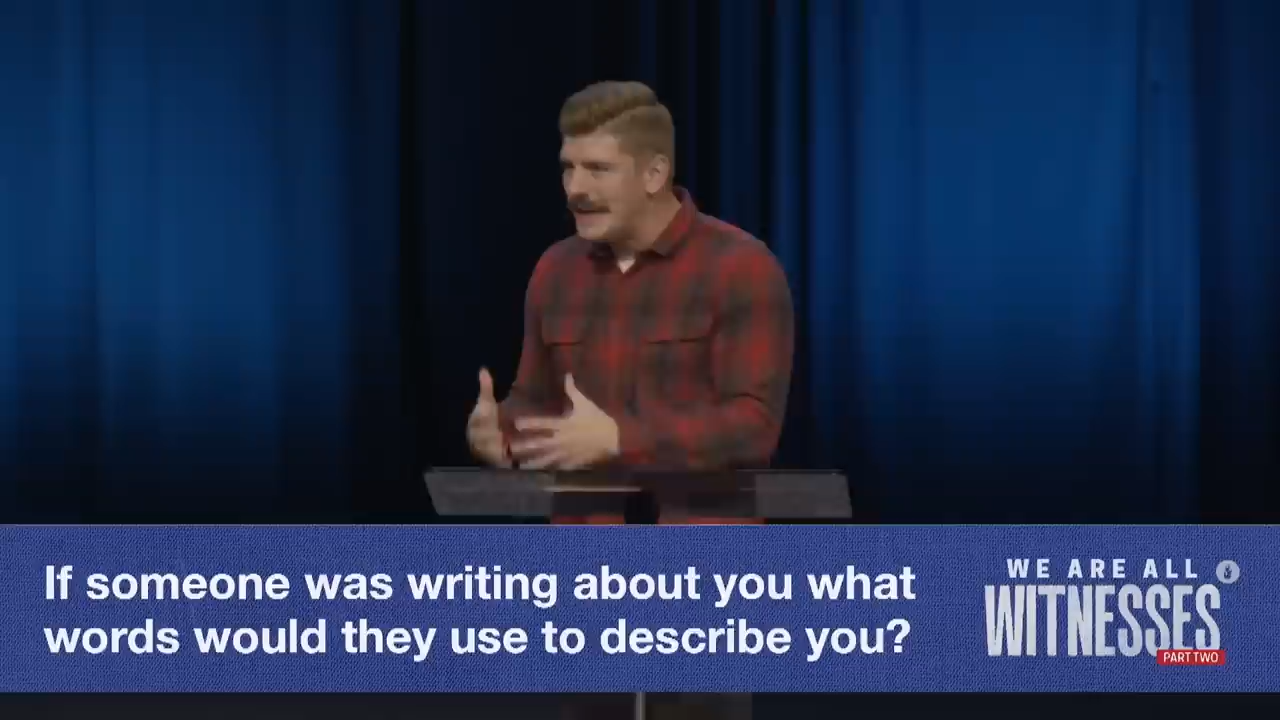 If someone was writing about you what
words would they use to describe you?
WE ARE ALL
WITNESSES
PART TWO